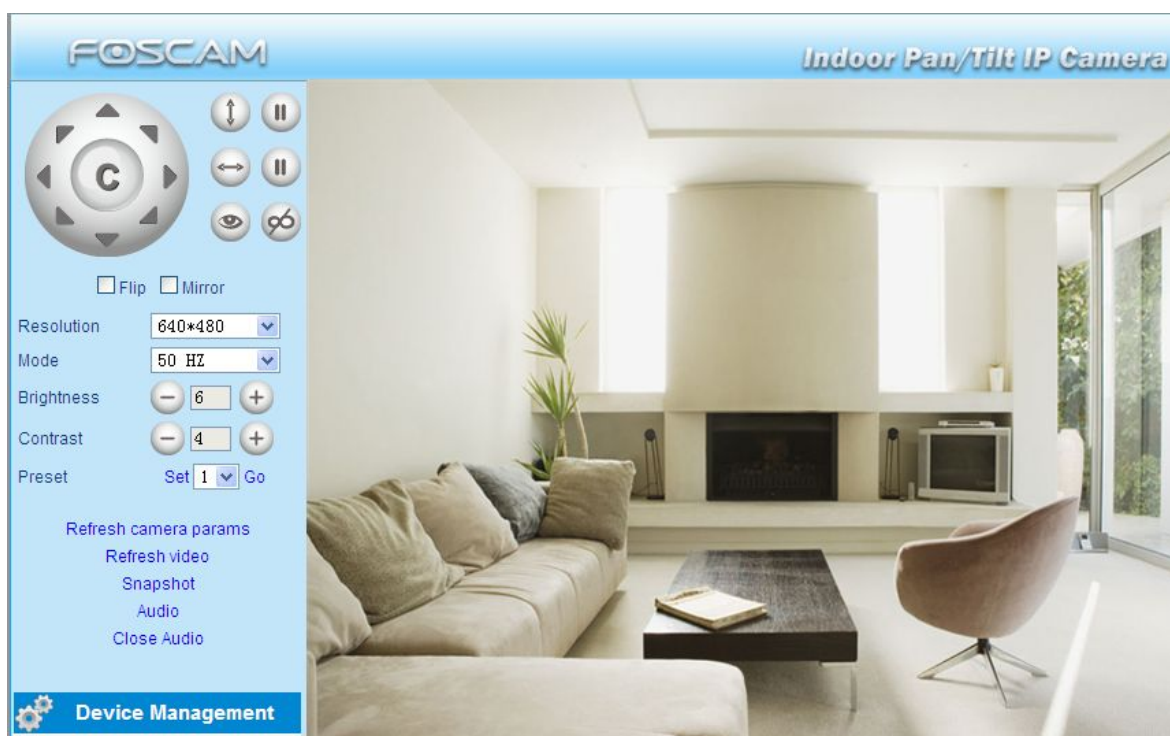 FOSCAM
Indoor Pan/Tilt IP Camera
C
Flip Mirror
Resolution 640*480
Mode 50 HZ
Brightness 6
Contrast 4
Preset Set 1 Go
Refresh camera params
Refresh video
Snapshot
Audio
Close Audio
Device Management